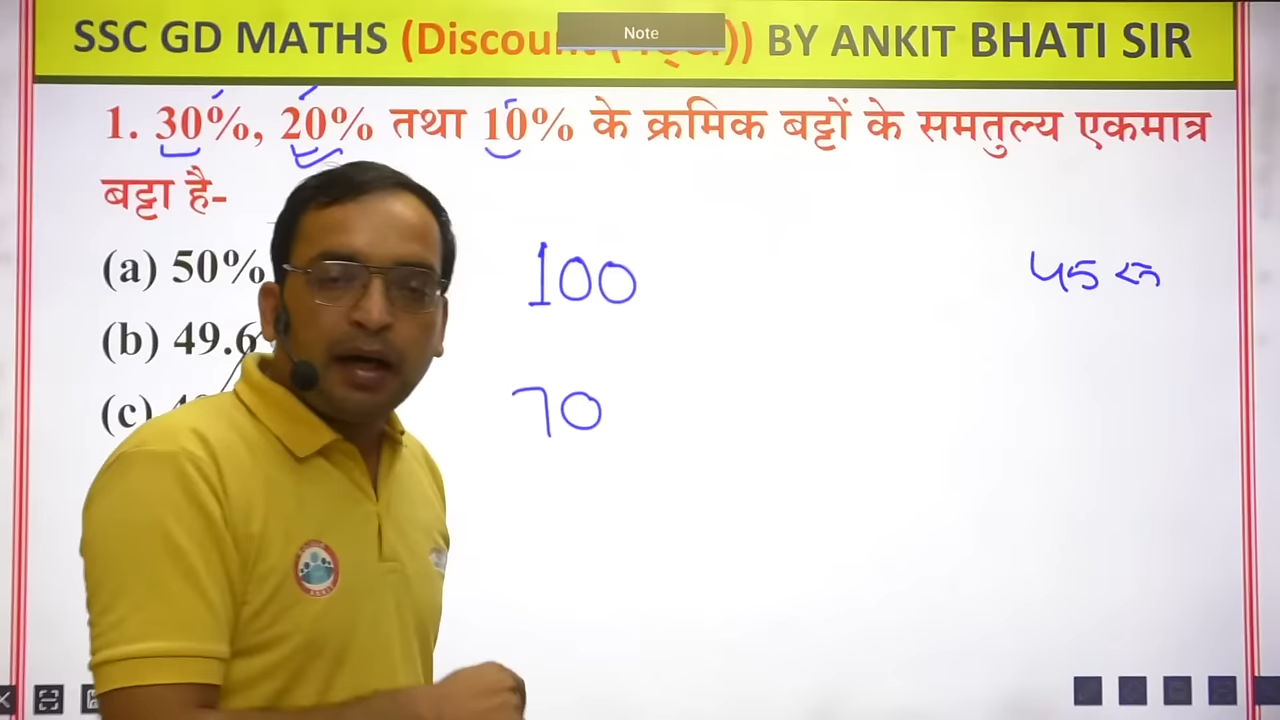 SSC GD MATHS (Discount BY ANKIT BHATI SIR
Note
1. 30%, 20% तथा 10% के क्रमिक बट्टों के समतुल्य एकमात्र
बट्टा है-
(a) 50%
(b) 49.6
(c)
100
70
45